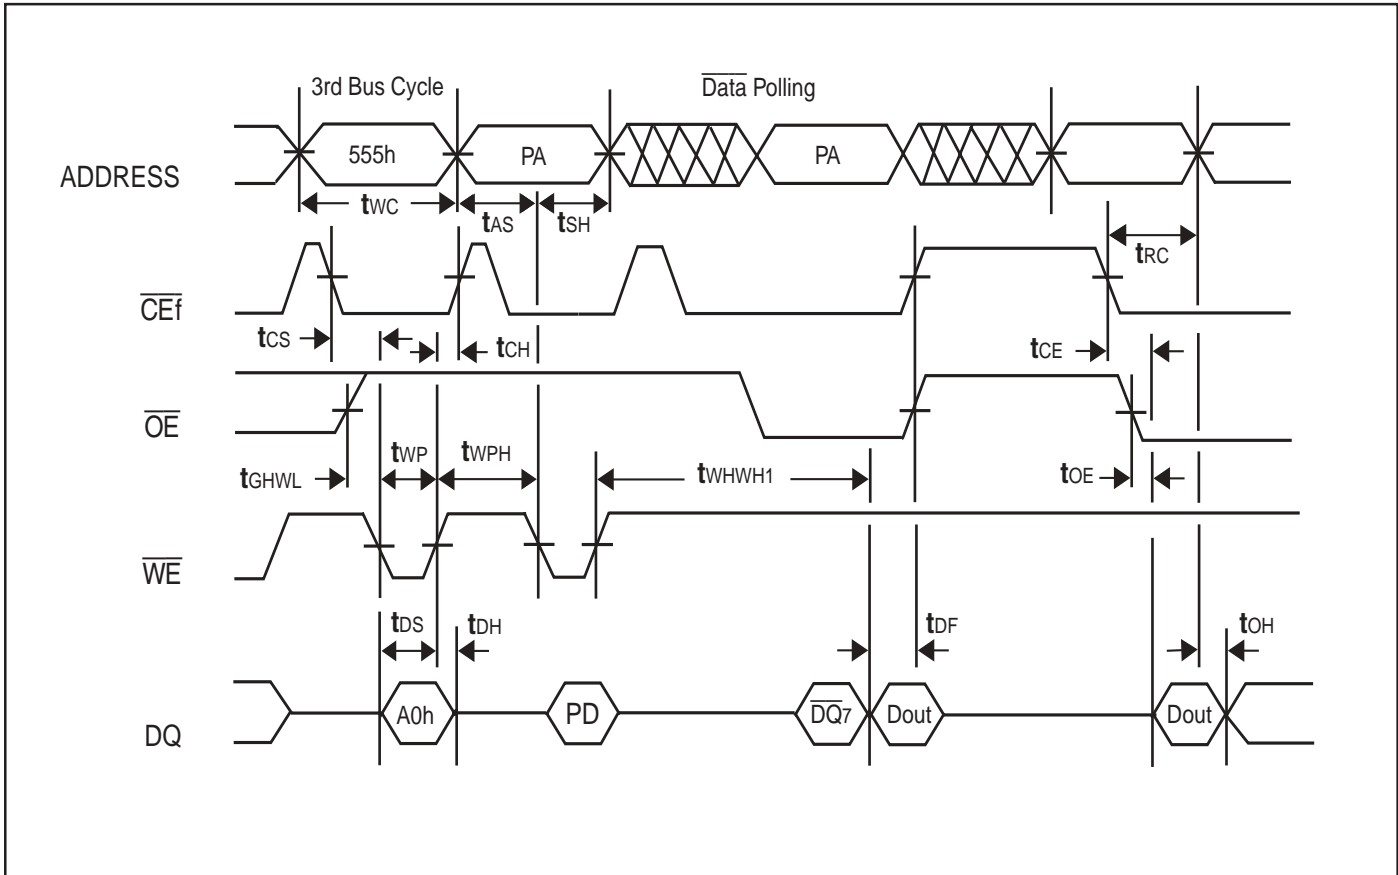 3rd Bus Cycle Data Polling
ADDRESS 555h PA PA
tWC tAS tSH tRC
CEf
tCS tCH tCE
OE
tGHWL tWP tWPH tWHWH1 tOE
WE
tDS tDH tDF tOH
DQ A0h PD DQ7 Dout Dout